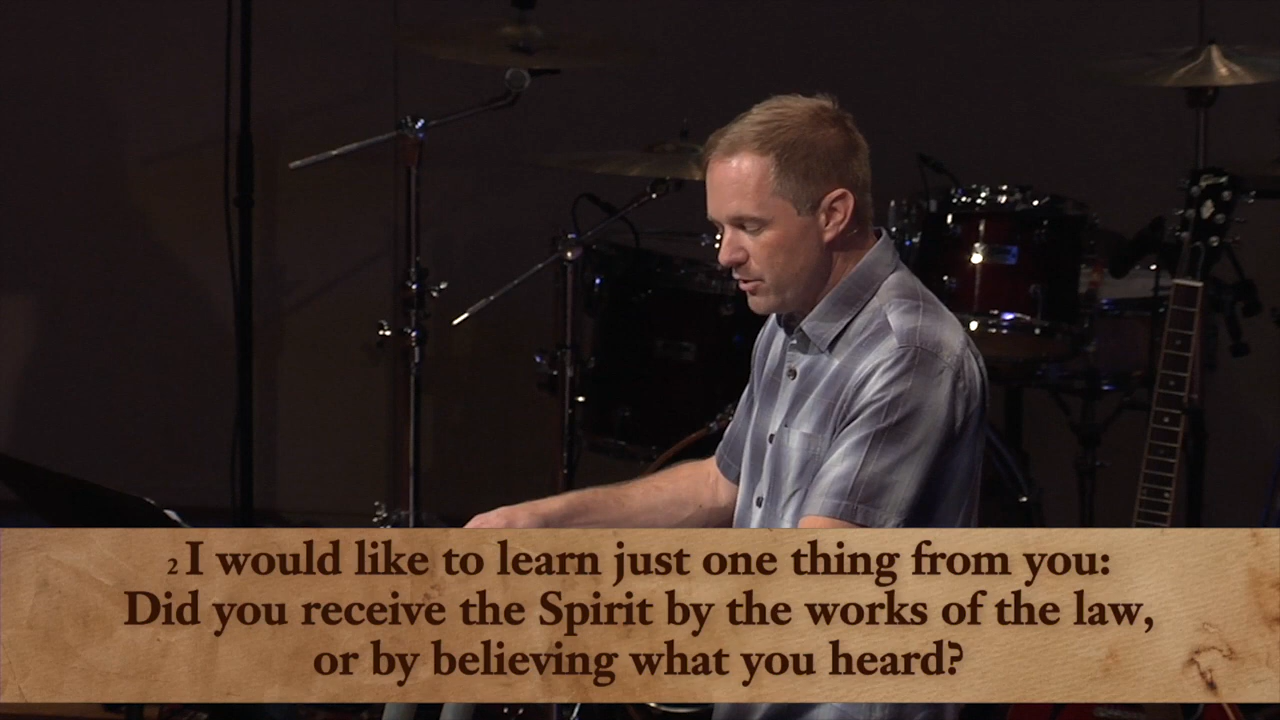 2 I would like to learn just one thing from you:
Did you receive the Spirit by the works of the law,
or by believing what you heard?